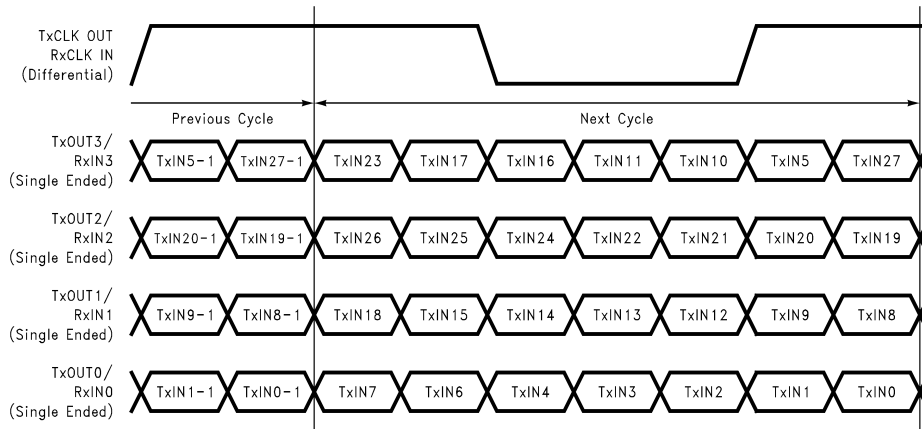 TxCLK OUT
RxCLK IN
(Differential)
Previous Cycle
Next Cycle
TxOUT3/
RxIN3
(Single Ended)
TxIN5-1 TxIN27-1 TxIN23 TxIN17 TxIN16 TxIN11 TxIN10 TxIN5 TxIN27
TxOUT2/
RxIN2
(Single Ended)
TxIN20-1 TxIN19-1 TxIN26 TxIN25 TxIN24 TxIN22 TxIN21 TxIN20 TxIN19
TxOUT1/
RxIN1
(Single Ended)
TxIN9-1 TxIN8-1 TxIN18 TxIN15 TxIN14 TxIN13 TxIN12 TxIN9 TxIN8
TxOUT0/
RxIN0
(Single Ended)
TxIN1-1 TxIN0-1 TxIN7 TxIN6 TxIN4 TxIN3 TxIN2 TxIN1 TxIN0